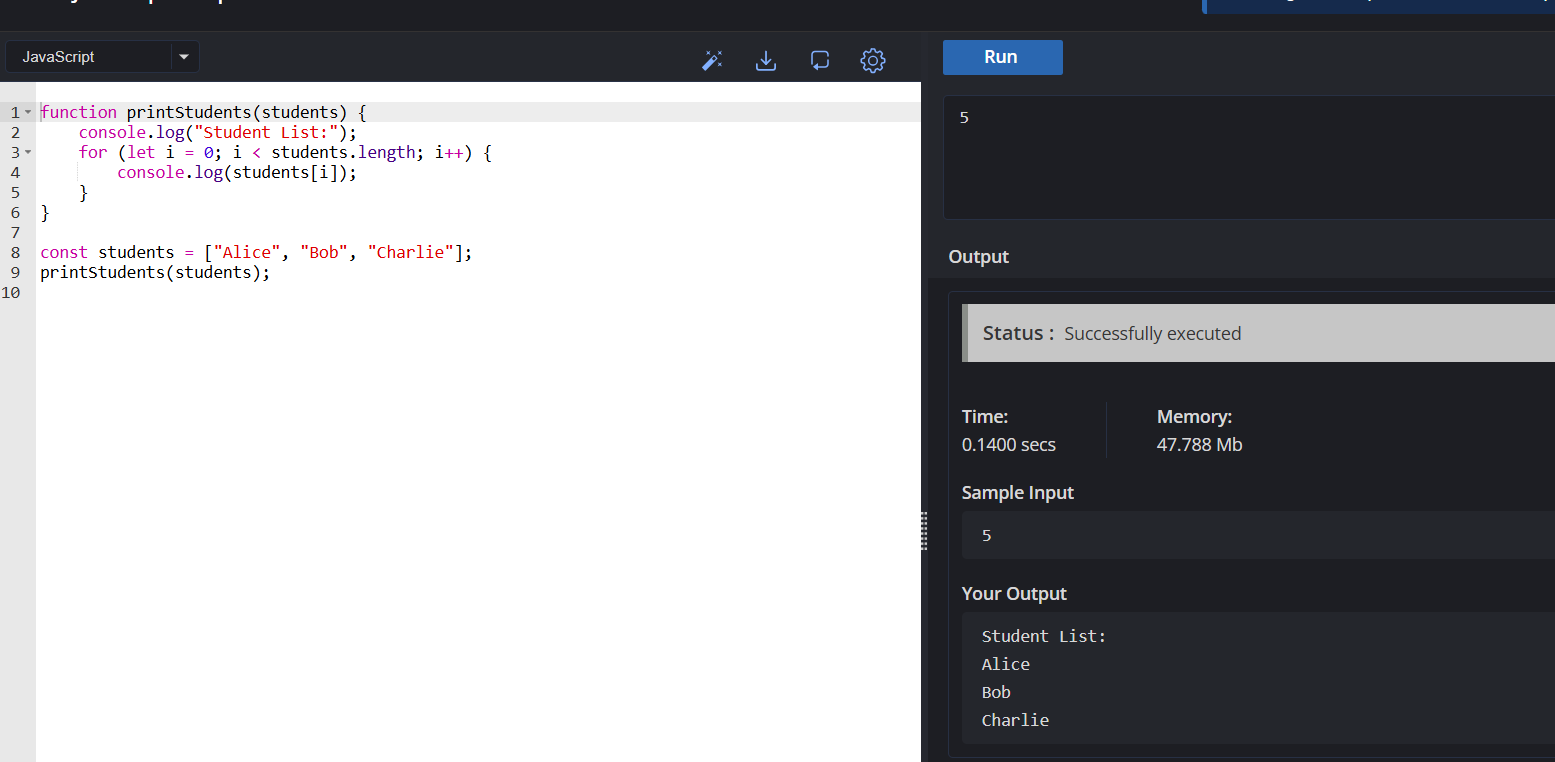 JavaScript
1 function printStudents(students) {
2     console.log("Student List:");
3     for (let i = 0; i < students.length; i++) {
4         console.log(students[i]);
5     }
6 }
7
8 const students = ["Alice", "Bob", "Charlie"];
9 printStudents(students);
10
Run
5
Output
Status : Successfully executed
Time:
0.1400 secs
Memory:
47.788 Mb
Sample Input
5
Your Output
Student List:
Alice
Bob
Charlie